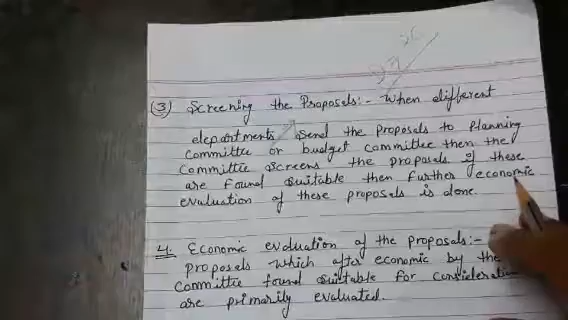 (3) Screening the Proposals:- When different
departments send the proposals to planning
committee or budget committee then the
committee screens the proposals if these
are found suitable then further economic
evaluation of these proposals is done.
4. Economic evaluation of the proposals:-
proposals which after economic by the
committee found suitable for consideration
are primarily evaluated.